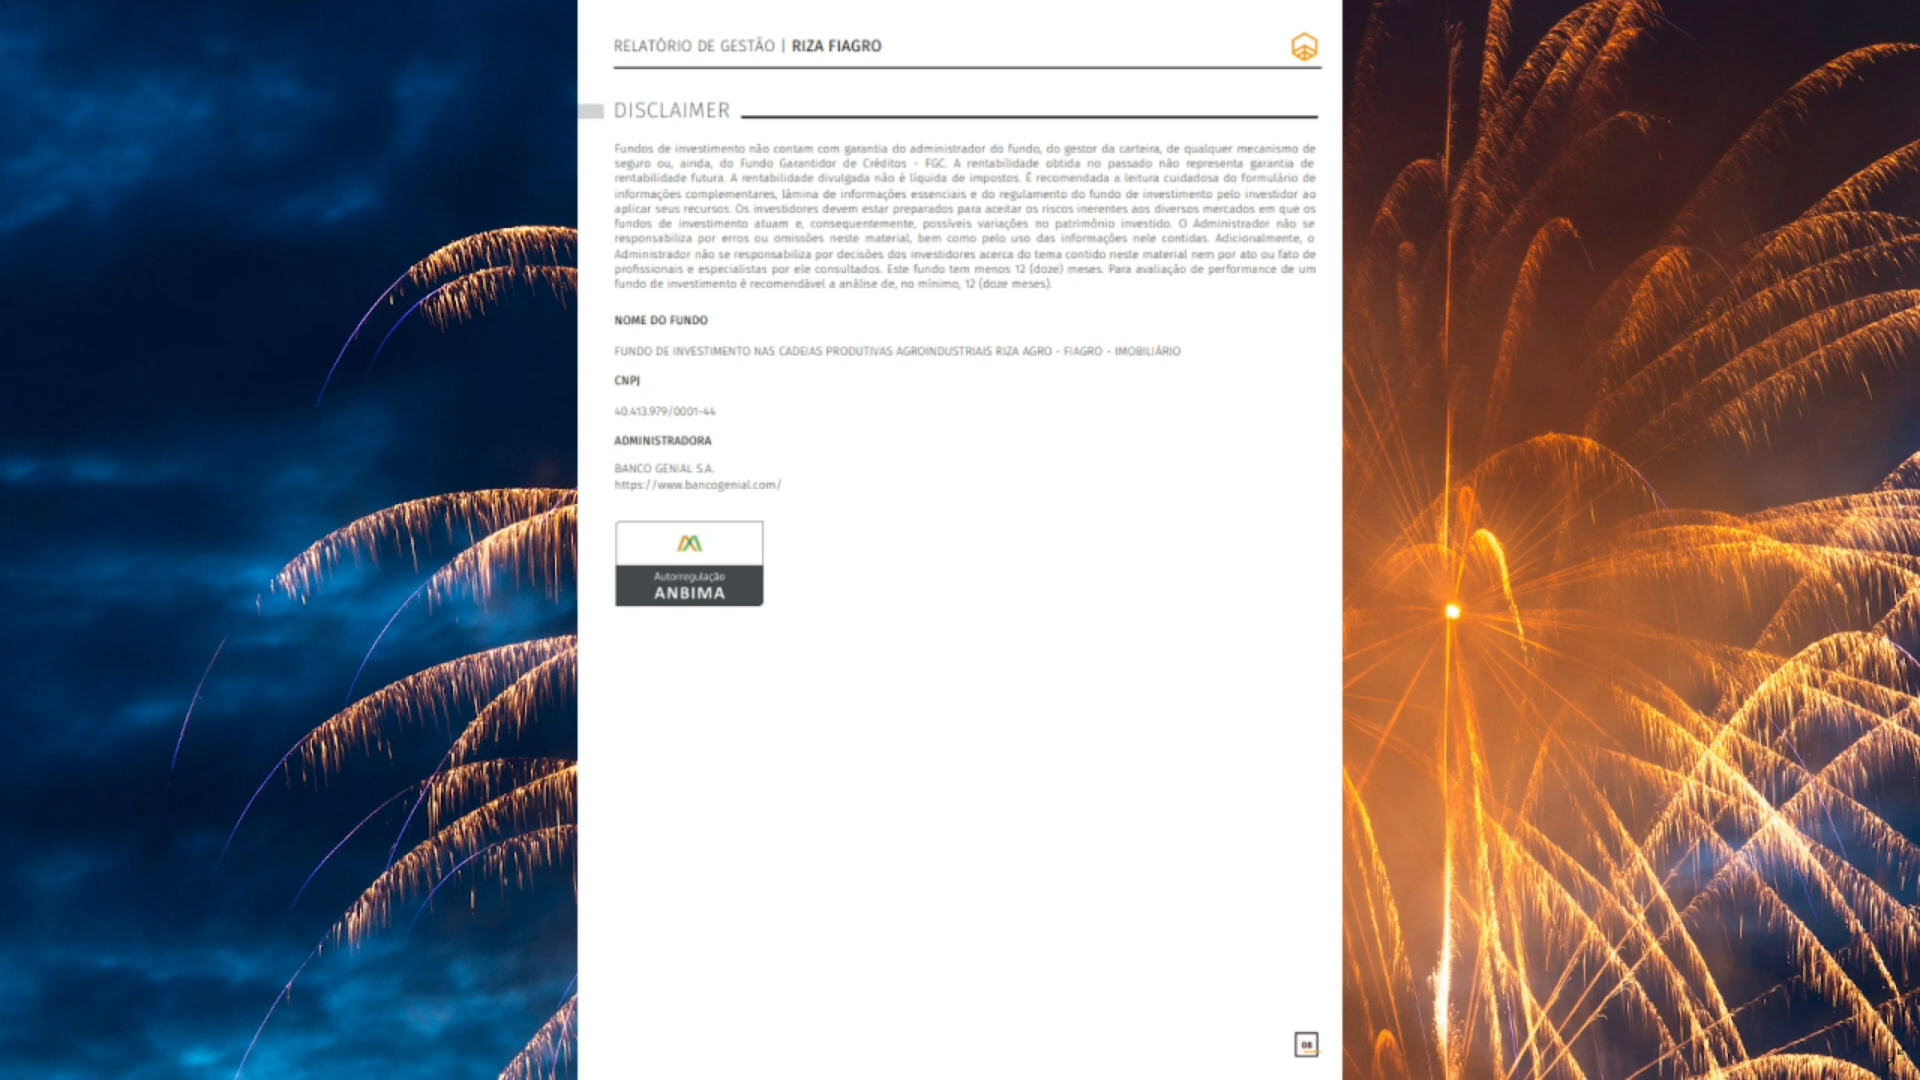 RELATÓRIO DE GESTÃO | RIZA FIAGRO
DISCLAIMER
Fundos de investimento não contam com garantia do administrador do fundo, do gestor da carteira, de qualquer mecanismo de
seguro ou, ainda, do Fundo Garantidor de Créditos - FGC. A rentabilidade obtida no passado não representa garantia de
rentabilidade futura. A rentabilidade divulgada não é líquida de impostos. É recomendada a leitura cuidadosa do formulário de
informações complementares, lâmina de informações essenciais e do regulamento do fundo de investimento pelo investidor ao
aplicar seus recursos. Os investidores devem estar preparados para aceitar os riscos inerentes aos diversos mercados em que os
fundos de investimento atuam e, consequentemente, possíveis variações no patrimônio investido. O Administrador não se
responsabiliza por erros ou omissões neste material, bem como pelo uso das informações nele contidas. Adicionalmente, o
Administrador não se responsabiliza por decisões dos investidores acerca do tema contido neste material nem por ato ou fato de
profissionais e especialistas por ele consultados. Este fundo tem menos 12 (doze) meses. Para avaliação de performance de um
fundo de investimento é recomendável a análise de, no mínimo, 12 (doze meses).
NOME DO FUNDO
FUNDO DE INVESTIMENTO NAS CADEIAS PRODUTIVAS AGROINDUSTRIAIS RIZA AGRO - FIAGRO - IMOBILIÁRIO
CNPJ
40.413.979/0001-44
ADMINISTRADORA
BANCO GENIAL S.A.
https://www.bancogenial.com/
Autorregulação
ANBIMA
08